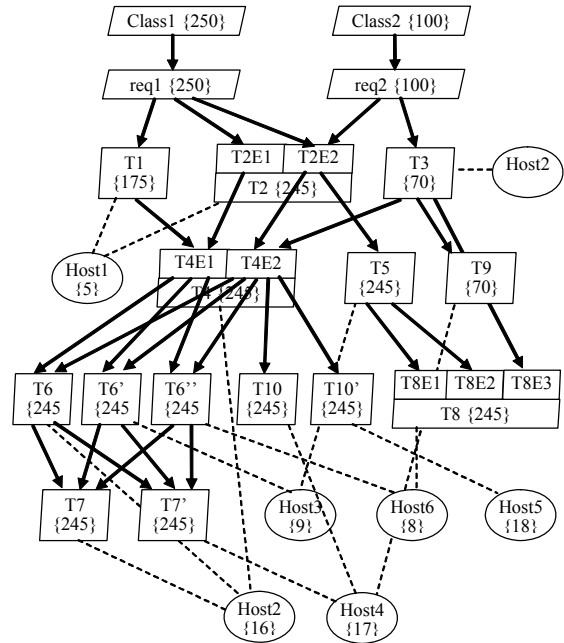 Class1 {250}
Class2 {100}
req1 {250}
req2 {100}
T1
{175}
T2E1
T2E2
T2 {245}
T3
{70}
Host2
Host1
{5}
T4E1
T4E2
T4 {245}
T5
{245}
T9
{70}
T6
{245
T6'
{245
T6''
{245
T10
{245}
T10'
{245}
T8E1
T8E2
T8E3
T8 {245}
T7
{245}
T7'
{245}
Host3
{9}
Host6
{8}
Host5
{18}
Host2
{16}
Host4
{17}